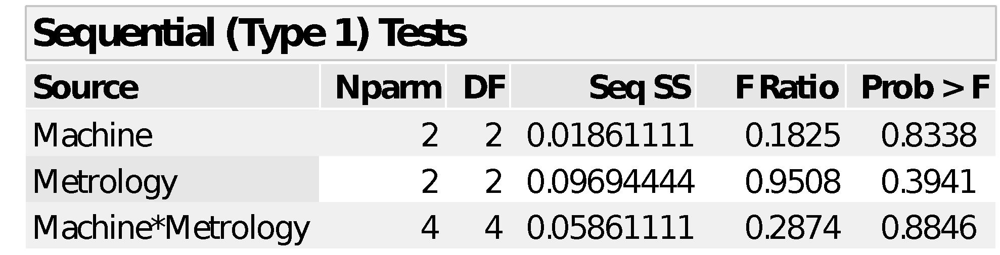 Sequential (Type 1) Tests
Source Nparm DF Seq SS F Ratio Prob > F
Machine 2 2 0.01861111 0.1825 0.8338
Metrology 2 2 0.09694444 0.9508 0.3941
Machine*Metrology 4 4 0.05861111 0.2874 0.8846